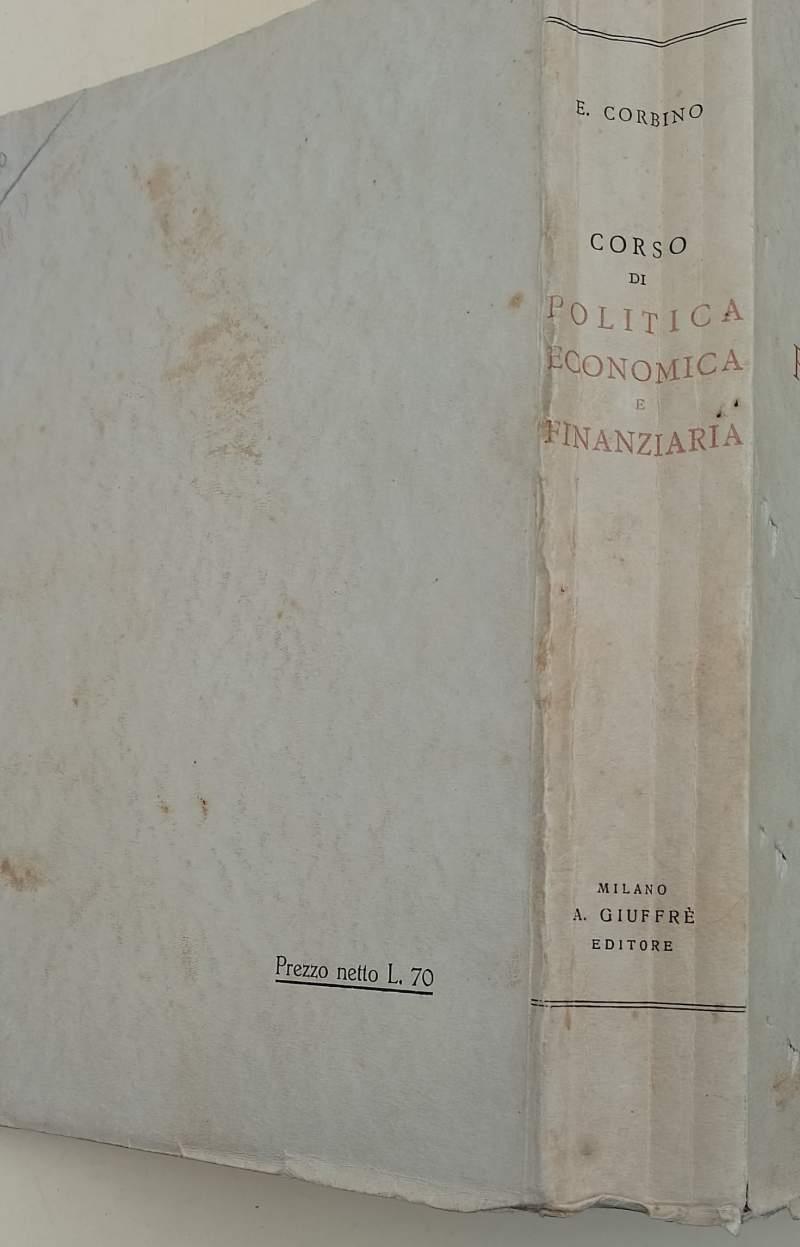 E. CORBINO
CORSO
DI
POLITICA
ECONOMICA
E
FINANZIARIA
MILANO
A. GIUFFRÈ
EDITORE
Prezzo netto L. 70